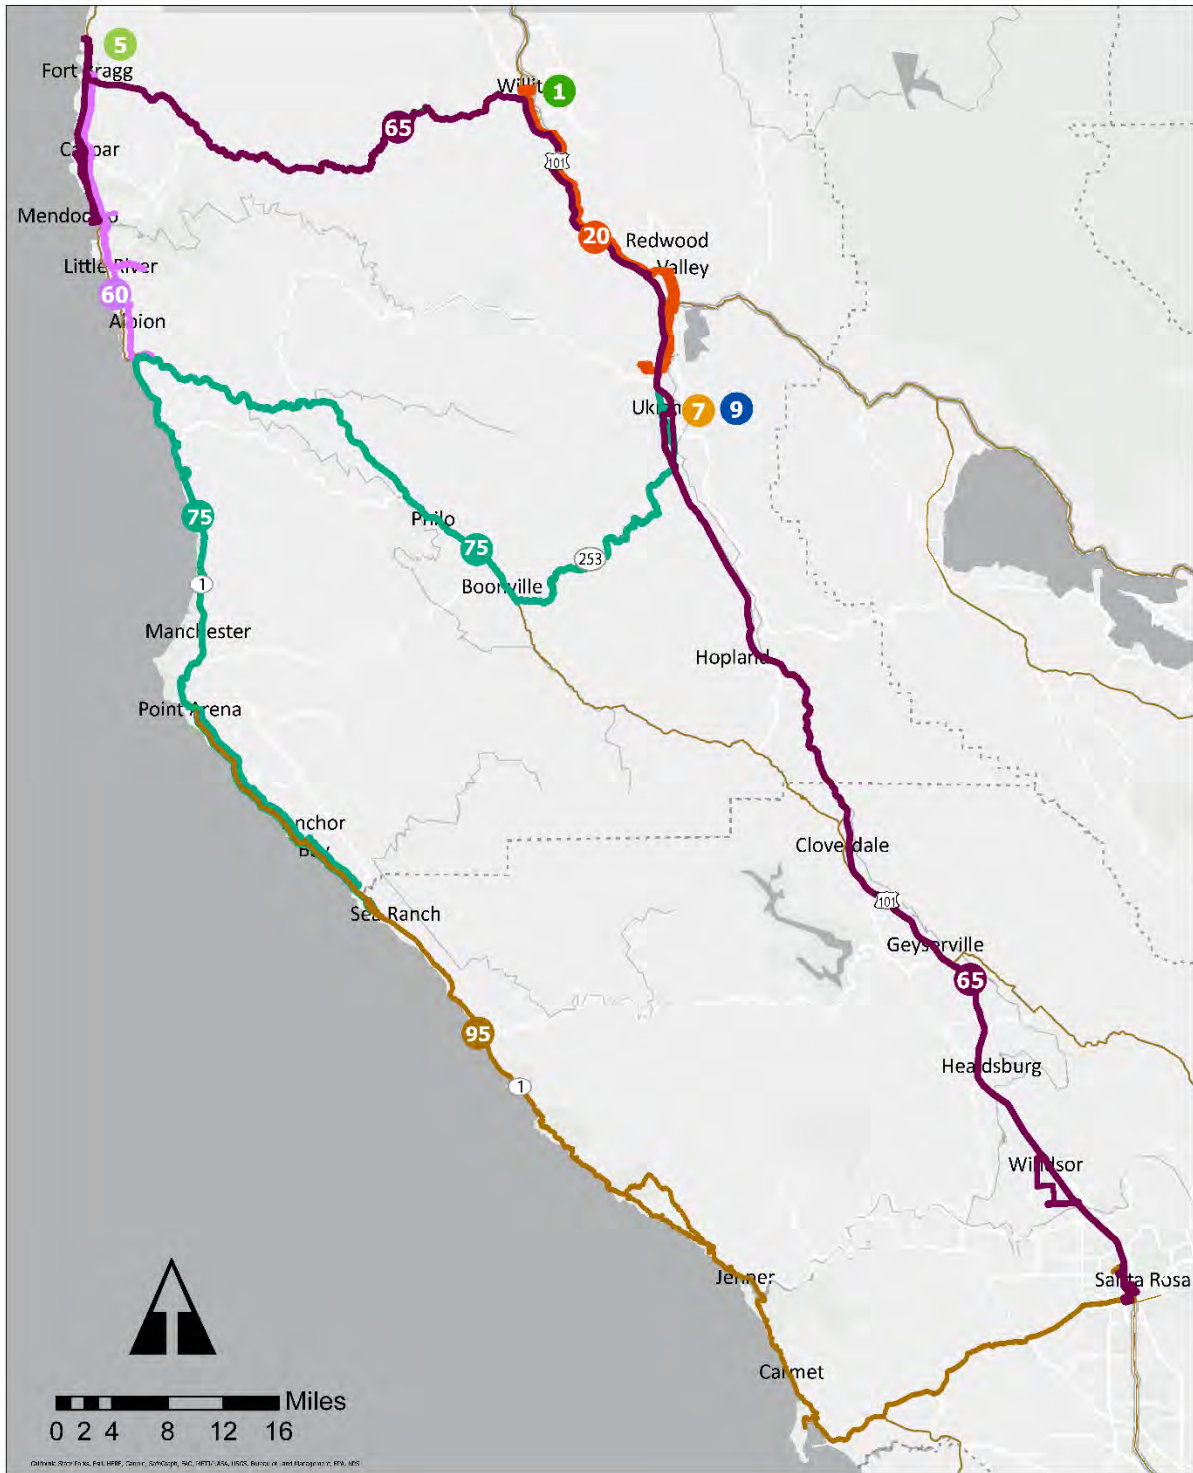 5
Fort Bragg
Willit
1
65
101
Caspar
Mendocino
20
Redwood
Valley
Little River
60
Albion
Ukiah
7
9
75
Philo
75
253
Boonville
1
Manchester
Hopland
Point Arena
nchor
Bay
Cloverdale
101
Sea Ranch
Geyserville
65
95
Healdsburg
1
Windsor
Jenner
Santa Rosa
Carmet
Miles
0 2 4 8 12 16